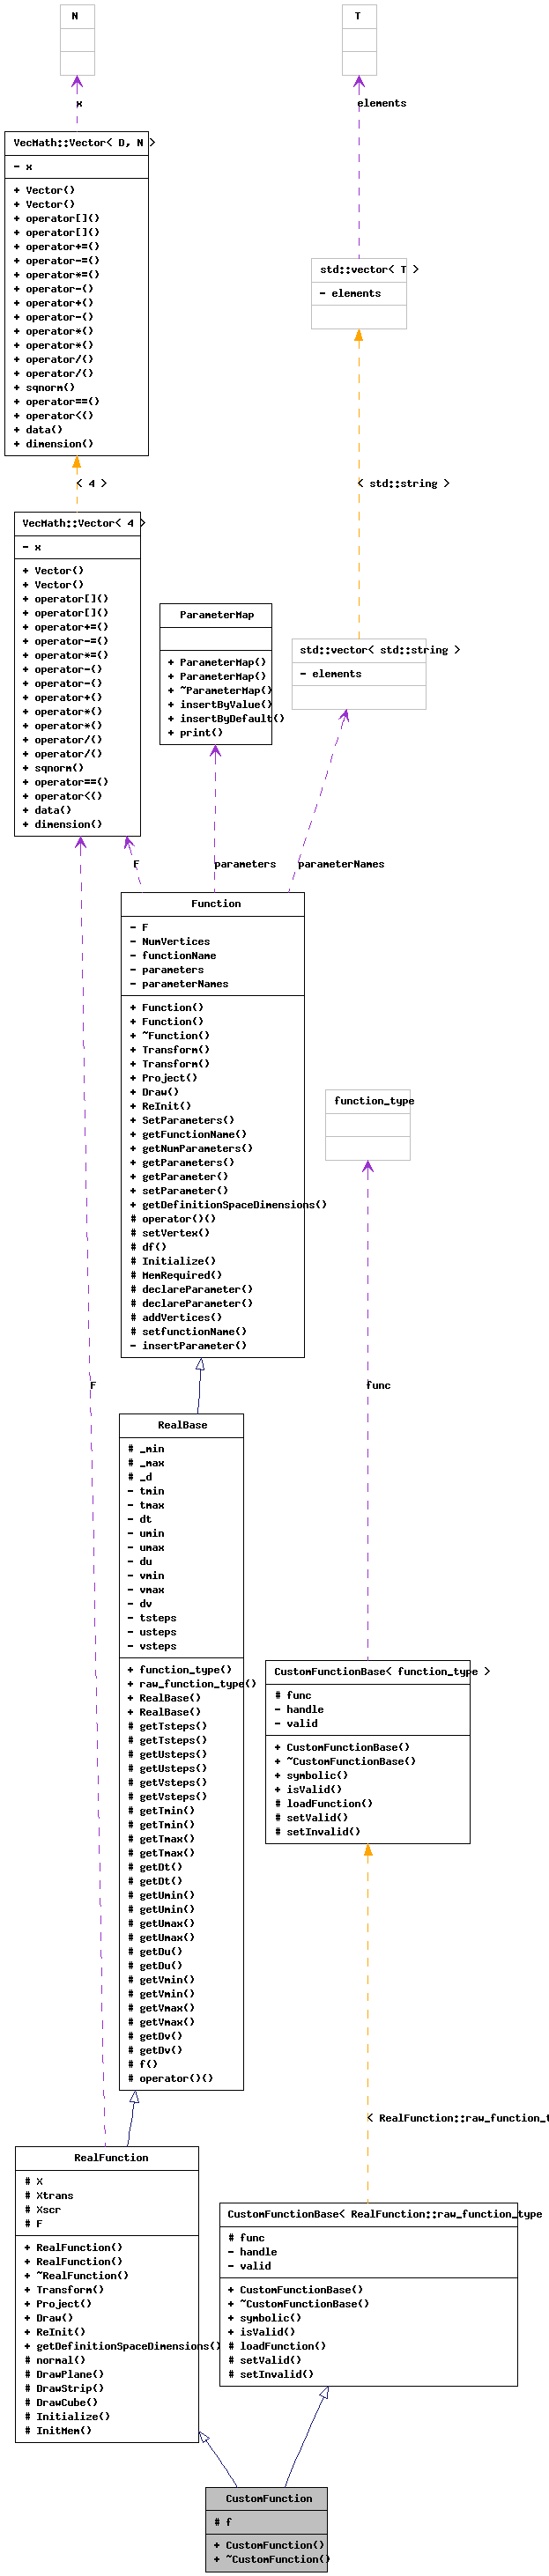 N
T
x
elements
VecMath::Vector< D, N >
- x
+ Vector()
+ Vector()
+ operator[]()
+ operator[]()
+ operator+=()
+ operator-=()
+ operator*=()
+ operator-()
+ operator+()
+ operator-()
+ operator*()
+ operator*()
+ operator/()
+ operator/()
+ sqnorm()
+ operator==()
+ operator<()
+ data()
+ dimension()
std::vector< T >
- elements
< 4 >
< std::string >
VecMath::Vector< 4 >
- x
+ Vector()
+ Vector()
+ operator[]()
+ operator[]()
+ operator+=()
+ operator-=()
+ operator*=()
+ operator-()
+ operator-()
+ operator+()
+ operator*()
+ operator*()
+ operator/()
+ operator/()
+ sqnorm()
+ operator==()
+ operator<()
+ data()
+ dimension()
ParameterMap
+ ParameterMap()
+ ParameterMap()
+ ~ParameterMap()
+ insertByValue()
+ insertByDefault()
+ print()
std::vector< std::string >
- elements
F
parameters
parameterNames
Function
- F
- NumVertices
- functionName
- parameters
- parameterNames
+ Function()
+ Function()
+ ~Function()
+ Transform()
+ Transform()
+ Project()
+ Draw()
+ ReInit()
+ SetParameters()
+ getFunctionName()
+ getNumParameters()
+ getParameters()
+ getParameter()
+ setParameter()
+ getDefinitionSpaceDimensions()
# operator()()
# setVertex()
# df()
# Initialize()
# MemRequired()
# declareParameter()
# declareParameter()
# addVertices()
# setfunctionName()
- insertParameter()
function_type
F
func
RealBase
# _min
# _max
# _d
- tmin
- tmax
- dt
- umin
- umax
- du
- vmin
- vmax
- dv
- tsteps
- usteps
- vsteps
+ function_type()
+ raw_function_type()
+ RealBase()
+ RealBase()
# getTsteps()
# getTsteps()
# getUsteps()
# getUsteps()
# getVsteps()
# getVsteps()
# getTmin()
# getTmin()
# getTmax()
# getTmax()
# getDt()
# getDt()
# getUmin()
# getUmin()
# getUmax()
# getUmax()
# getDu()
# getDu()
# getVmin()
# getVmin()
# getVmax()
# getVmax()
# getDv()
# getDv()
# f()
# operator()()
CustomFunctionBase< function_type >
# func
- handle
- valid
+ CustomFunctionBase()
+ ~CustomFunctionBase()
+ symbolic()
+ isValid()
# loadFunction()
# setValid()
# setInvalid()
< RealFunction::raw_function_t
RealFunction
# X
# Xtrans
# Xscr
# F
+ RealFunction()
+ RealFunction()
+ ~RealFunction()
+ Transform()
+ Project()
+ Draw()
+ ReInit()
+ getDefinitionSpaceDimensions()
# normal()
# DrawPlane()
# DrawStrip()
# DrawCube()
# Initialize()
# InitMem()
CustomFunctionBase< RealFunction::raw_function_type
# func
- handle
- valid
+ CustomFunctionBase()
+ ~CustomFunctionBase()
+ symbolic()
+ isValid()
# loadFunction()
# setValid()
# setInvalid()
CustomFunction
# f
+ CustomFunction()
+ ~CustomFunction()